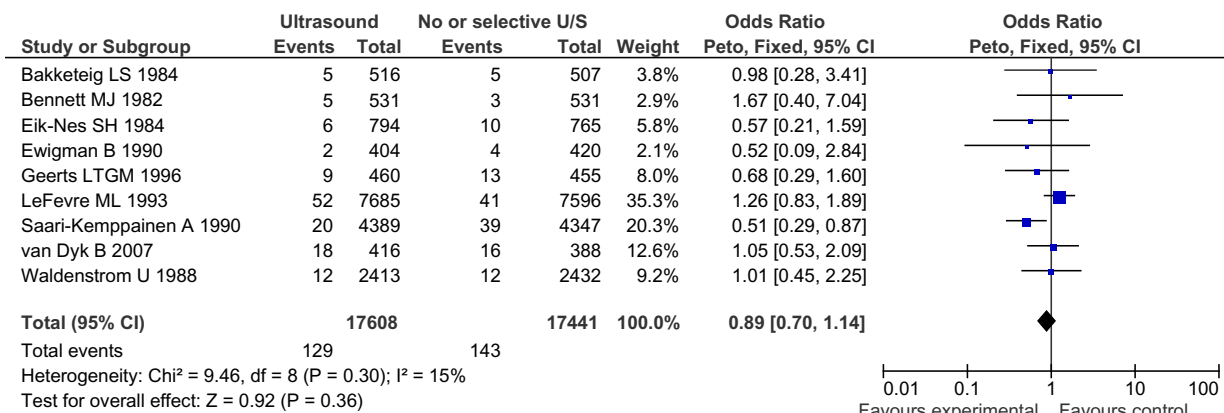 Ultrasound No or selective U/S Odds Ratio Odds Ratio
Study or Subgroup Events Total Events Total Weight Peto, Fixed, 95% CI Peto, Fixed, 95% CI
Bakketeig LS 1984 5 516 5 507 3.8% 0.98 [0.28, 3.41]
Bennett MJ 1982 5 531 3 531 2.9% 1.67 [0.40, 7.04]
Eik-Nes SH 1984 6 794 10 765 5.8% 0.57 [0.21, 1.59]
Ewigman B 1990 2 404 4 420 2.1% 0.52 [0.09, 2.84]
Geerts LTGM 1996 9 460 13 455 8.0% 0.68 [0.29, 1.60]
LeFevre ML 1993 52 7685 41 7596 35.3% 1.26 [0.83, 1.89]
Saari-Kemppainen A 1990 20 4389 39 4347 20.3% 0.51 [0.29, 0.87]
van Dyk B 2007 18 416 16 388 12.6% 1.05 [0.53, 2.09]
Waldenstrom U 1988 12 2413 12 2432 9.2% 1.01 [0.45, 2.25]
Total (95% CI) 17608 17441 100.0% 0.89 [0.70, 1.14]
Total events 129 143
Heterogeneity: Chi² = 9.46, df = 8 (P = 0.30); I² = 15%
Test for overall effect: Z = 0.92 (P = 0.36)
0.01 0.1 1 10 100
Favours experimental Favours control